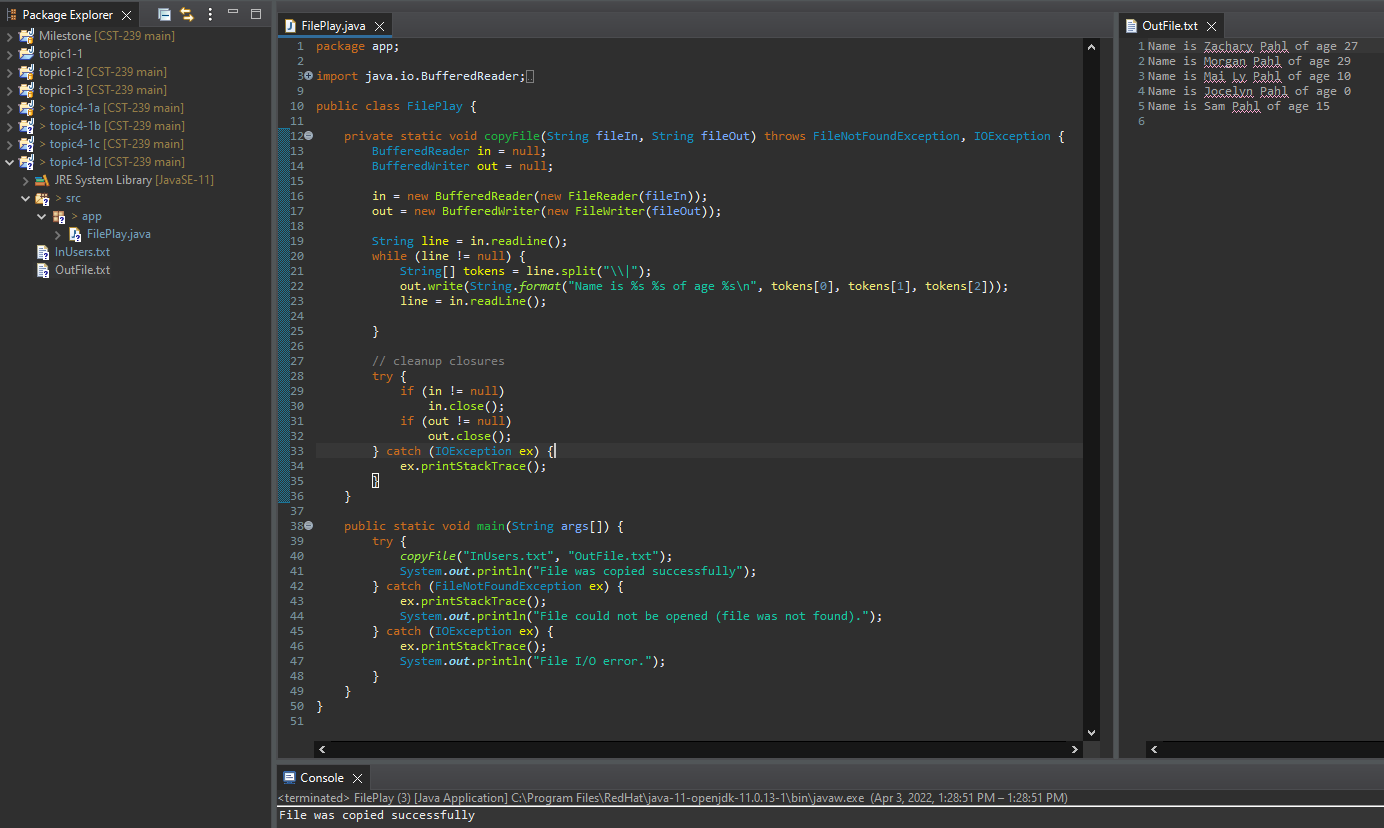 Package Explorer
Milestone [CST-239 main]
topic1-1
topic1-2 [CST-239 main]
topic1-3 [CST-239 main]
> topic4-1a [CST-239 main]
> topic4-1b [CST-239 main]
> topic4-1c [CST-239 main]
> topic4-1d [CST-239 main]
JRE System Library [JavaSE-11]
> src
> app
FilePlay.java
InUsers.txt
OutFile.txt
FilePlay.java
1 package app;
2
3 import java.io.BufferedReader;
9
10 public class FilePlay {
11
12 private static void copyFile(String fileIn, String fileOut) throws FileNotFoundException, IOException {
13 BufferedReader in = null;
14 BufferedWriter out = null;
15
16 in = new BufferedReader(new FileReader(fileIn));
17 out = new BufferedWriter(new FileWriter(fileOut));
18
19 String line = in.readLine();
20 while (line != null) {
21 String[] tokens = line.split("\\|");
22 out.write(String.format("Name is %s %s of age %s\n", tokens[0], tokens[1], tokens[2]));
23 line = in.readLine();
24
25 }
26
27 // cleanup closures
28 try {
29 if (in != null)
30 in.close();
31 if (out != null)
32 out.close();
33 } catch (IOException ex) {
34 ex.printStackTrace();
35 }
36 }
37
38 public static void main(String args[]) {
39 try {
40 copyFile("InUsers.txt", "OutFile.txt");
41 System.out.println("File was copied successfully");
42 } catch (FileNotFoundException ex) {
43 ex.printStackTrace();
44 System.out.println("File could not be opened (file was not found).");
45 } catch (IOException ex) {
46 ex.printStackTrace();
47 System.out.println("File I/O error.");
48 }
49 }
50 }
51
OutFile.txt
1 Name is Zachary Pahl of age 27
2 Name is Morgan Pahl of age 29
3 Name is Mai Ly Pahl of age 10
4 Name is Jocelyn Pahl of age 0
5 Name is Sam Pahl of age 15
6
Console
<terminated> FilePlay (3) [Java Application] C:\Program Files\RedHat\java-11-openjdk-11.0.13-1\bin\javaw.exe (Apr 3, 2022, 1:28:51 PM – 1:28:51 PM)
File was copied successfully